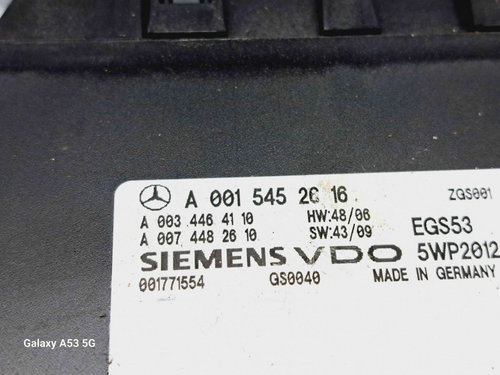 A 001 545 26 16
ZGS001
A 003 446 41 10 HW:48/06 EGS53
A 007 448 26 10 SW:43/09
SIEMENS VDO 5WP2012
001771554 GS0040 MADE IN GERMANY
Galaxy A53 5G